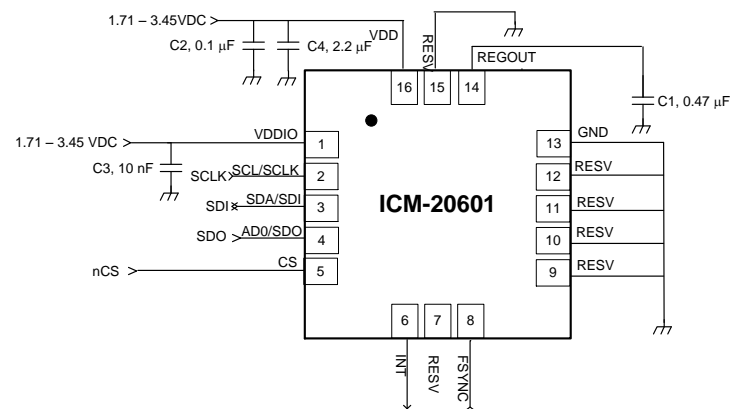 1.71 – 3.45VDC
C2, 0.1 µF
C4, 2.2 µF
VDD
RESV
REGOUT
C1, 0.47 µF
16
15
14
1.71 – 3.45 VDC
C3, 10 nF
VDDIO
1
13
GND
SCLK
SCL/SCLK
2
12
RESV
SDI
SDA/SDI
3
ICM-20601
11
RESV
SDO
AD0/SDO
4
10
RESV
nCS
CS
5
9
RESV
6
7
8
INT
RESV
FSYNC